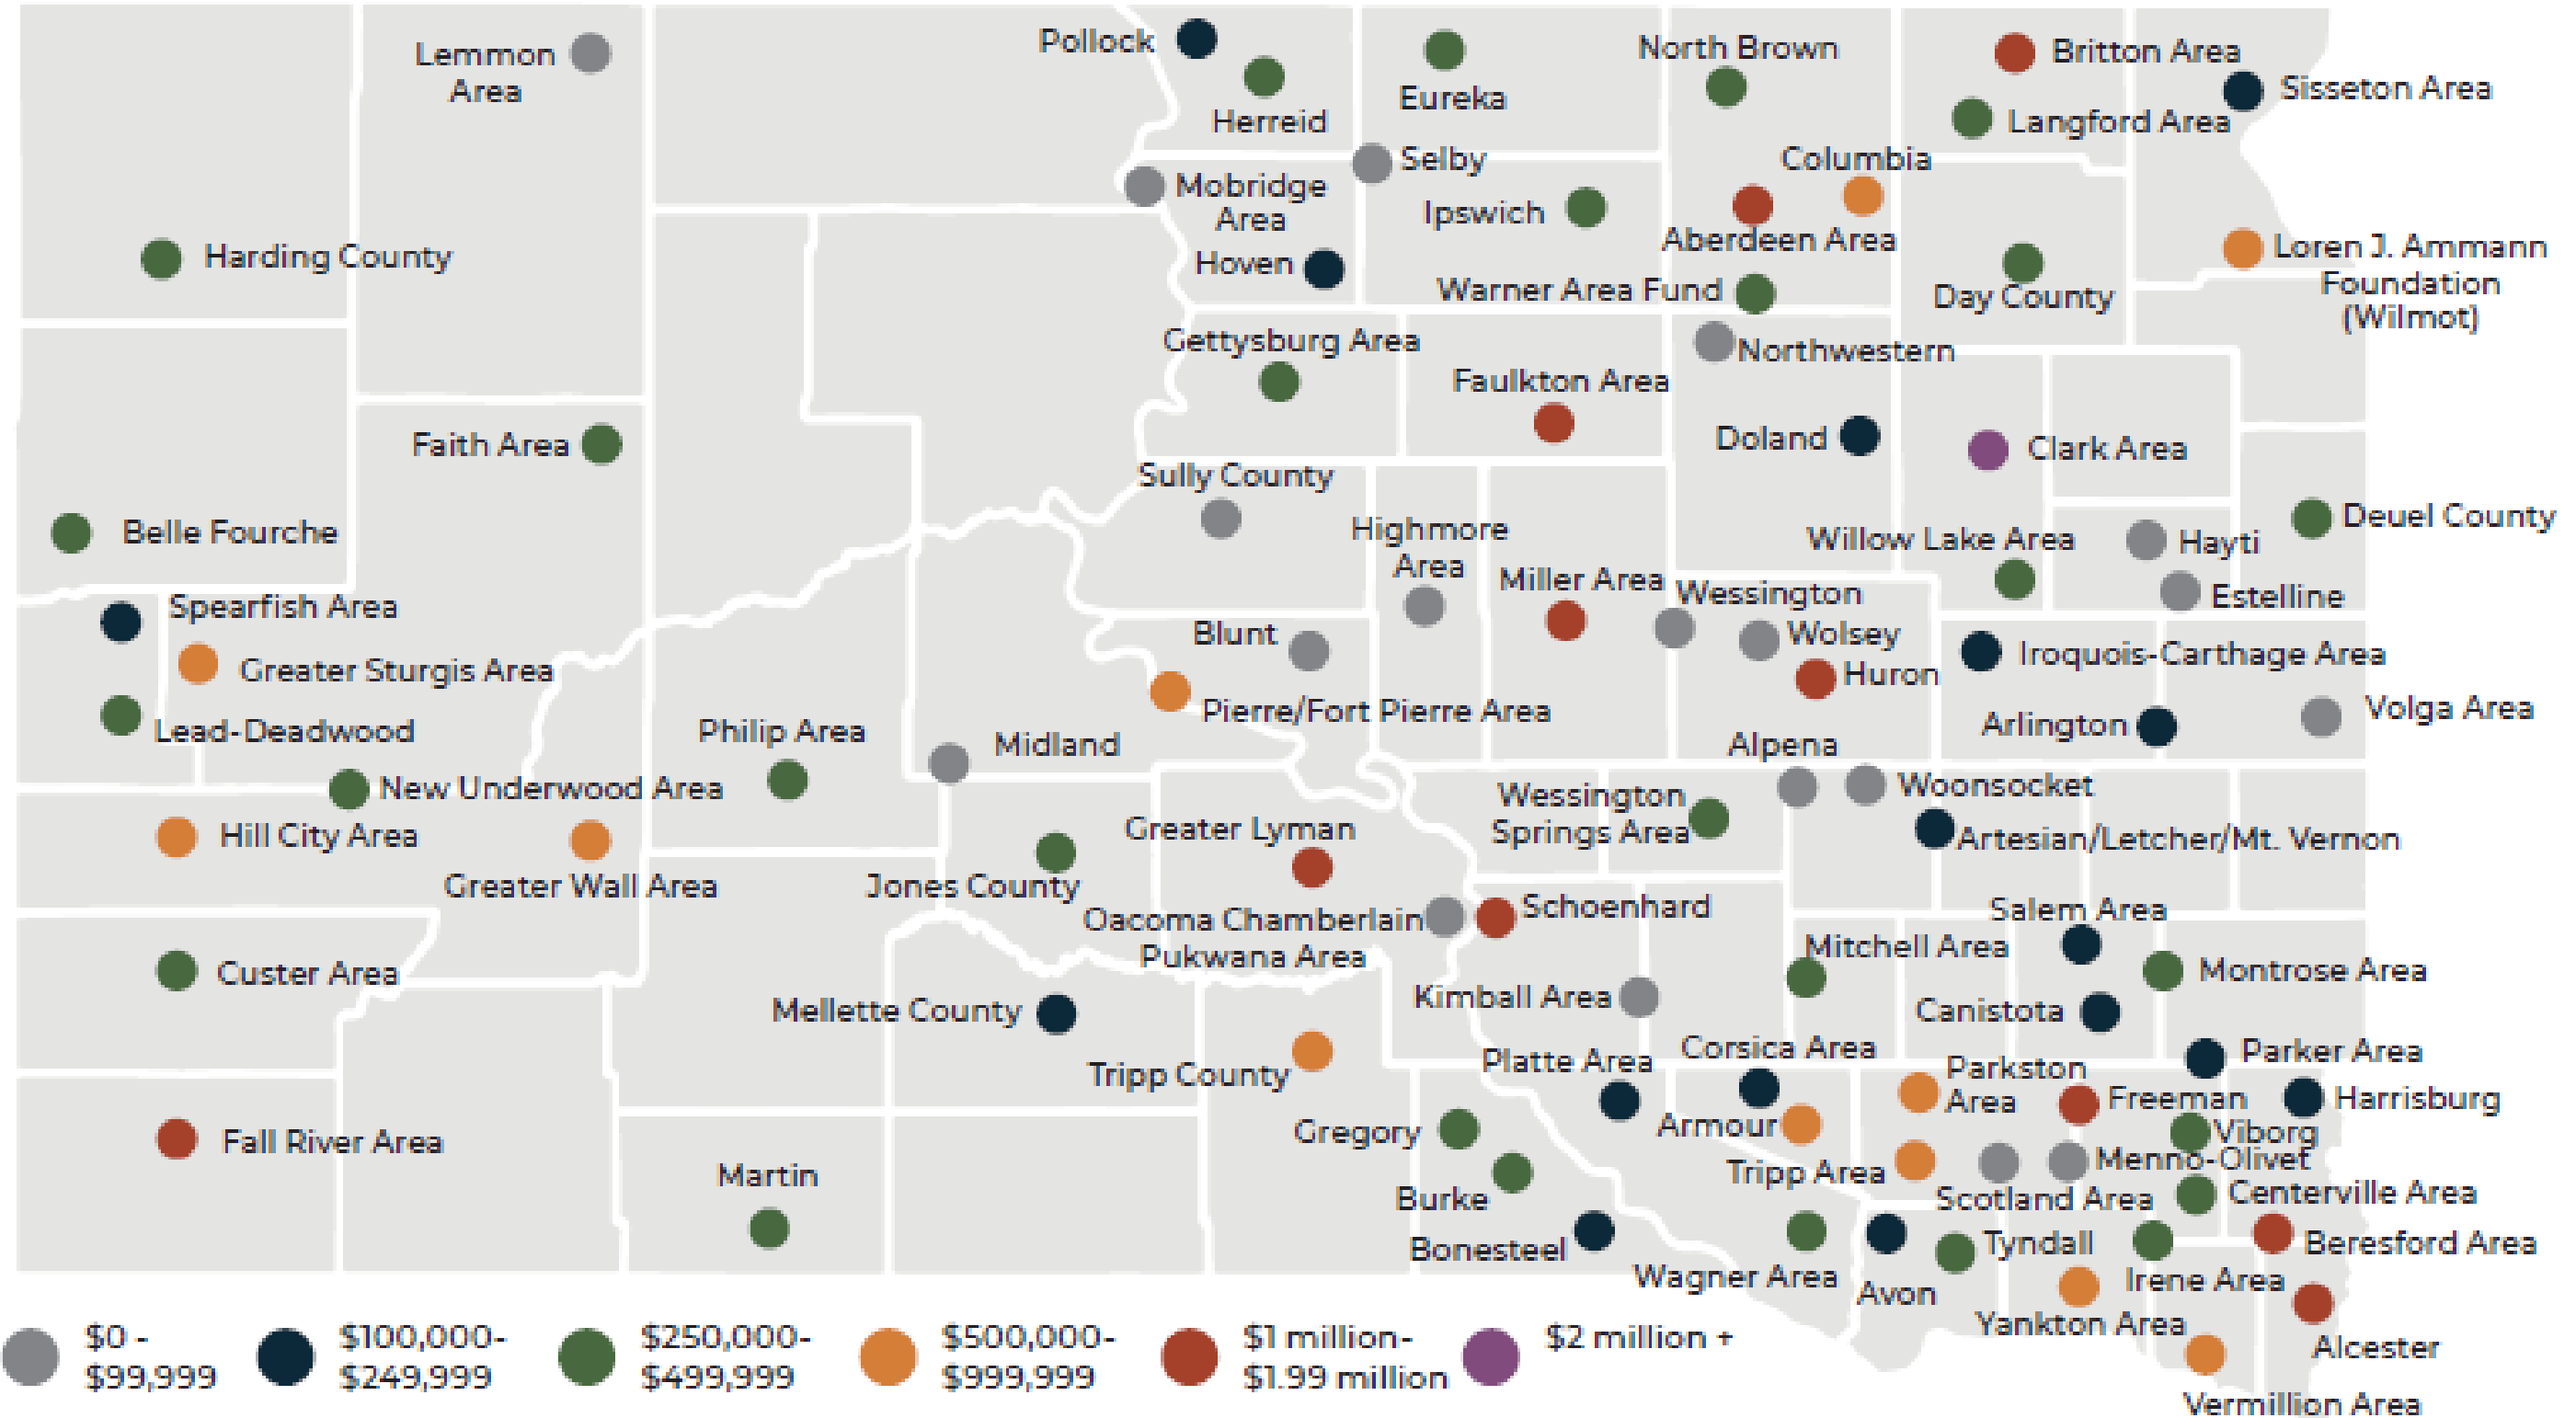 Pollock
Lemmon
Area
Herreid
Eureka
North Brown
Britton Area
Sisseton Area
Langford Area
Selby
Columbia
Mobridge
Area
Ipswich
Aberdeen Area
Harding County
Hoven
Warner Area Fund
Day County
Loren J. Ammann
Foundation
(Wilmot)
Gettysburg Area
Northwestern
Faulkton Area
Faith Area
Doland
Clark Area
Sully County
Belle Fourche
Highmore
Area
Willow Lake Area
Hayti
Deuel County
Miller Area
Wessington
Estelline
Spearfish Area
Blunt
Wolsey
Iroquois-Carthage Area
Greater Sturgis Area
Huron
Pierre/Fort Pierre Area
Arlington
Volga Area
Lead-Deadwood
Philip Area
Midland
Alpena
New Underwood Area
Woonsocket
Wessington
Springs Area
Hill City Area
Greater Lyman
Artesian/Letcher/Mt. Vernon
Greater Wall Area
Jones County
Oacoma Chamberlain
Pukwana Area
Schoenhard
Salem Area
Mitchell Area
Custer Area
Montrose Area
Mellette County
Kimball Area
Canistota
Tripp County
Platte Area
Corsica Area
Parker Area
Parkston
Area
Freeman
Harrisburg
Fall River Area
Gregory
Armour
Viborg
Martin
Tripp Area
Menno-Olivet
Burke
Scotland Area
Centerville Area
Bonesteel
Tyndall
Beresford Area
Wagner Area
Avon
Irene Area
Yankton Area
Alcester
Vermillion Area
$0 -
$99,999
$100,000-
$249,999
$250,000-
$499,999
$500,000-
$999,999
$1 million-
$1.99 million
$2 million +